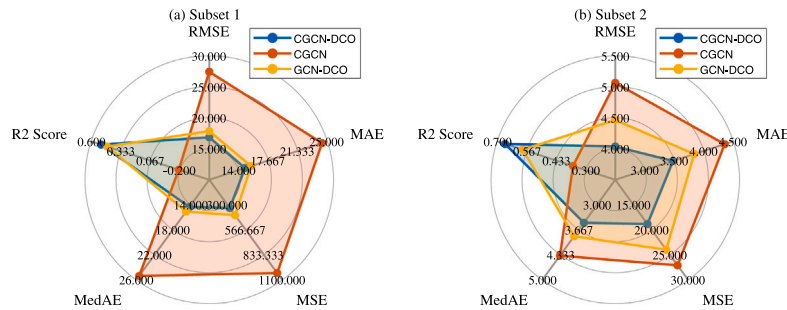 (a) Subset 1
RMSE
30.000
25.000
20.000
15.000
CGCN-DCO
CGCN
GCN-DCO
R2 Score
0.600
0.333
0.067
-0.200
MAE
25.000
21.333
17.667
14.000
14.000
18.000
22.000
26.000
MedAE
300.000
566.667
833.333
1100.000
MSE
(b) Subset 2
RMSE
5.500
5.000
4.500
4.000
CGCN-DCO
CGCN
GCN-DCO
R2 Score
0.700
0.567
0.433
0.300
MAE
4.500
4.000
3.500
3.000
3.000
3.667
4.333
5.000
MedAE
15.000
20.000
25.000
30.000
MSE